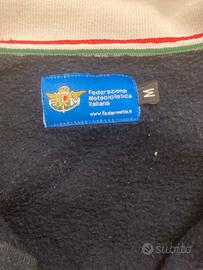 Federazione
Motociclistica
Italiana
www.federmoto.it
M
subito